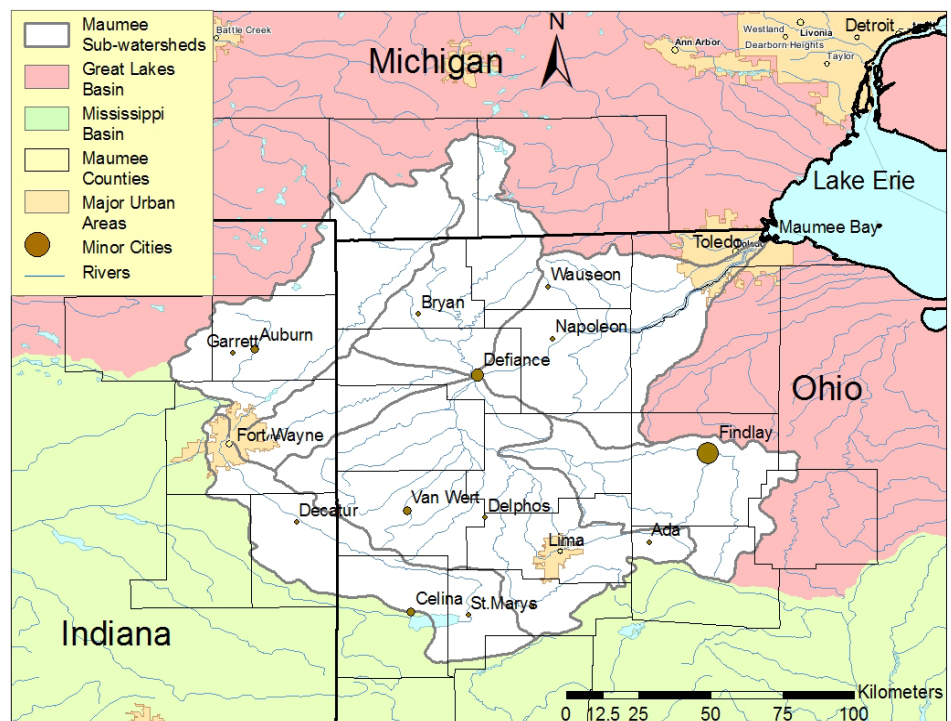 Maumee
Sub-watersheds
Great Lakes
Basin
Mississippi
Basin
Maumee
Counties
Major Urban
Areas
Minor Cities
Rivers
Battle Creek
Michigan
N
Ann Arbor
Westland
Livonia
Detroit
Dearborn Heights
Taylor
Lake Erie
Maumee Bay
Toledo
Toledo
Wauseon
Bryan
Napoleon
Garrett
Auburn
Defiance
Ohio
Fort Wayne
Findlay
Van Wert
Delphos
Decatur
Lima
Ada
Celina
St.Marys
Indiana
Kilometers
0 12.5 25 50 75 100